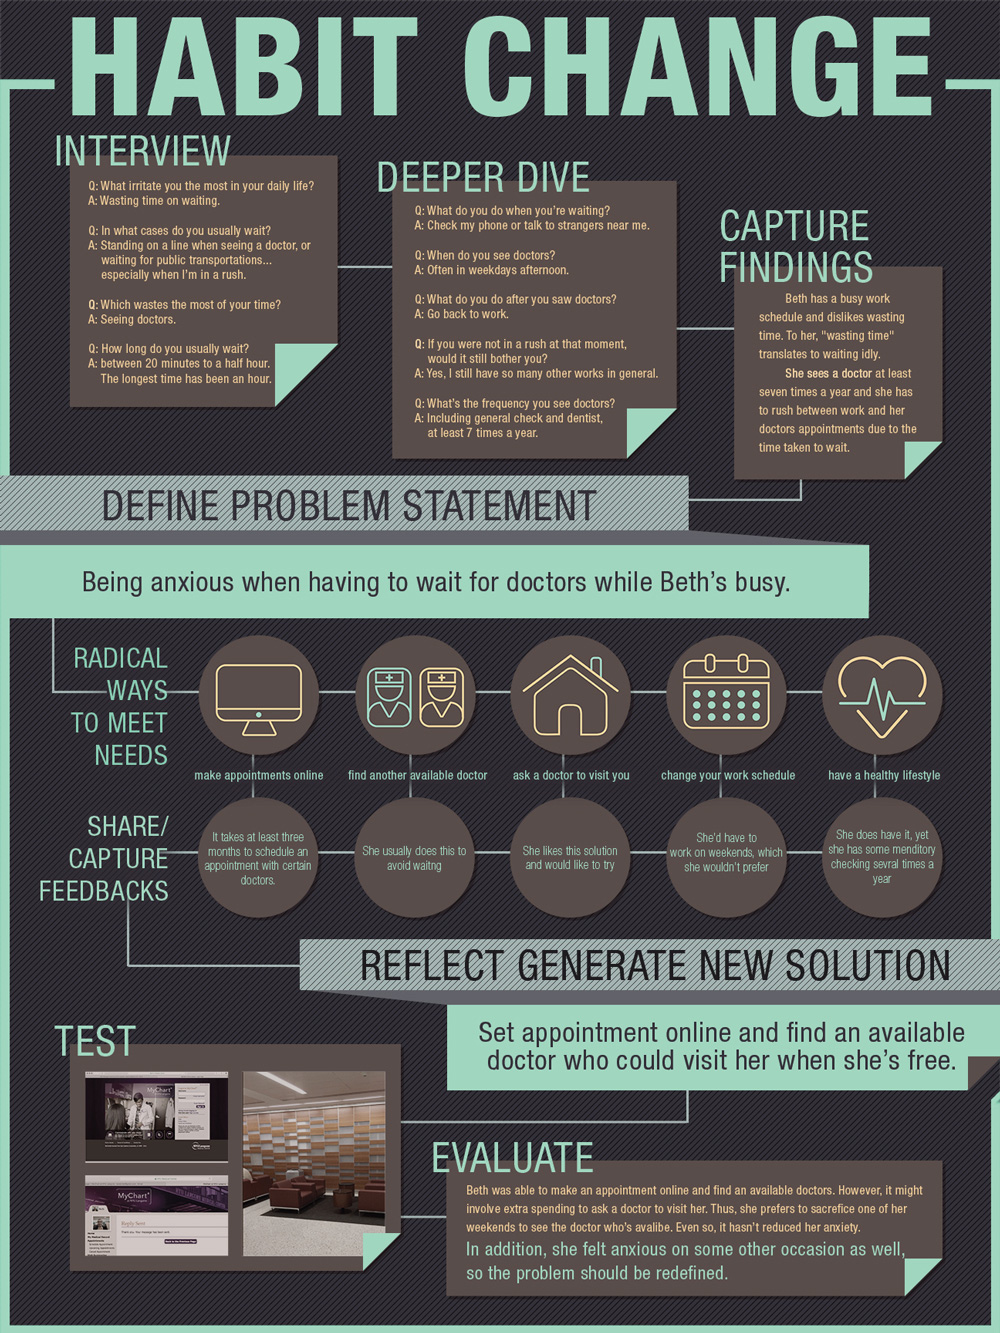 HABIT CHANGE
INTERVIEW
Q: What irritate you the most in your daily life?
A: Wasting time on waiting.
Q: In what cases do you usually wait?
A: Standing on a line when seeing a doctor, or
waiting for public transportations...
especially when I'm in a rush.
Q: Which wastes the most of your time?
A: Seeing doctors.
Q: How long do you usually wait?
A: between 20 minutes to a half hour.
The longest time has been an hour.
DEEPER DIVE
Q: What do you do when you're waiting?
A: Check my phone or talk to strangers near me.
Q: When do you see doctors?
A: Often in weekdays afternoon.
Q: What do you do after you saw doctors?
A: Go back to work.
Q: If you were not in a rush at that moment,
would it still bother you?
A: Yes, I still have so many other works in general.
Q: What's the frequency you see doctors?
A: Including general check and dentist,
at least 7 times a year.
CAPTURE
FINDINGS
Beth has a busy work
schedule and dislikes wasting
time. To her, "wasting time"
translates to waiting idly.
She sees a doctor at least
seven times a year and she has
to rush between work and her
doctors appointments due to the
time taken to wait.
DEFINE PROBLEM STATEMENT
Being anxious when having to wait for doctors while Beth's busy.
RADICAL
WAYS
TO MEET
NEEDS
make appointments online
find another available doctor
ask a doctor to visit you
change your work schedule
have a healthy lifestyle
SHARE/
CAPTURE
FEEDBACKS
It takes at least three
months to schedule an
appointment with certain
doctors.
She usually does this to
avoid waitng
She likes this solution
and would like to try
She'd have to
work on weekends, which
she wouldn't prefer
She does have it, yet
she has some menditory
checking sevral times a
year
REFLECT GENERATE NEW SOLUTION
Set appointment online and find an available
doctor who could visit her when she's free.
TEST
MyChart
MyChart
Reply Sent
Thank you. Your message has been sent.
EVALUATE
Beth was able to make an appointment online and find an available doctors. However, it might
involve extra spending to ask a doctor to visit her. Thus, she prefers to sacrefice one of her
weekends to see the doctor who's avalibe. Even so, it hasn't reduced her anxiety.
In addition, she felt anxious on some other occasion as well,
so the problem should be redefined.